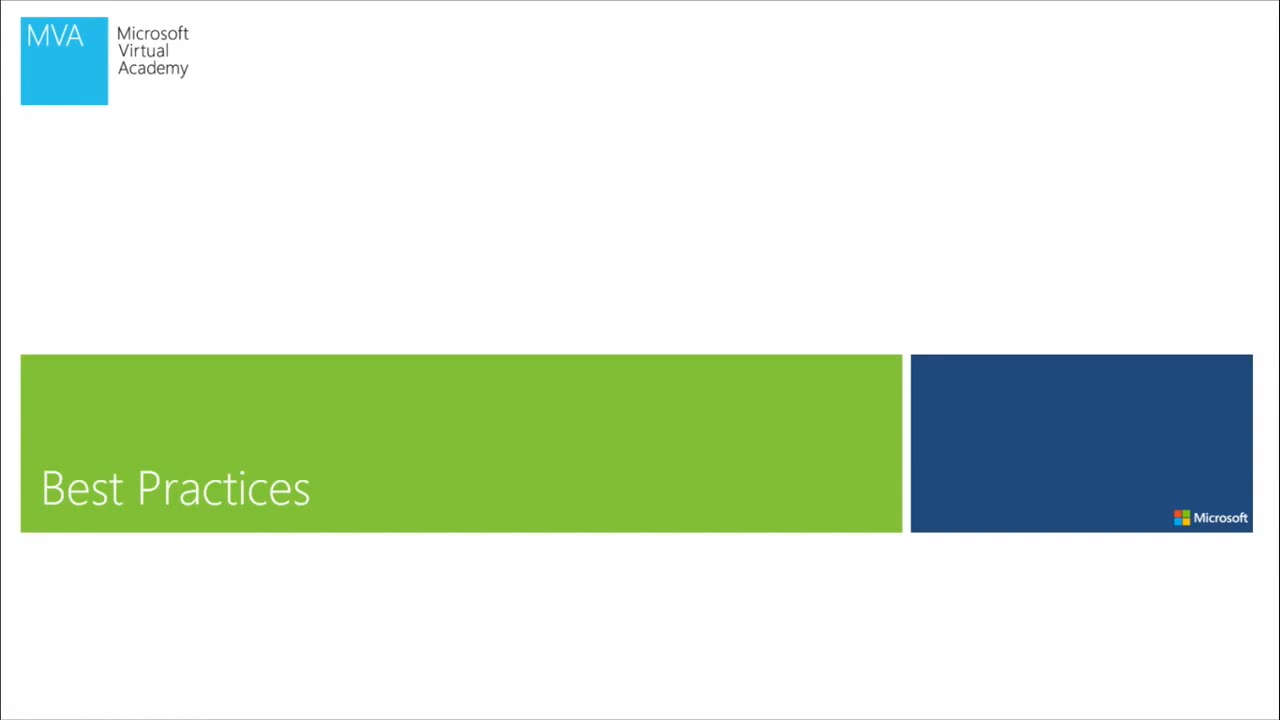 MVA
Microsoft
Virtual
Academy
Best Practices
Microsoft